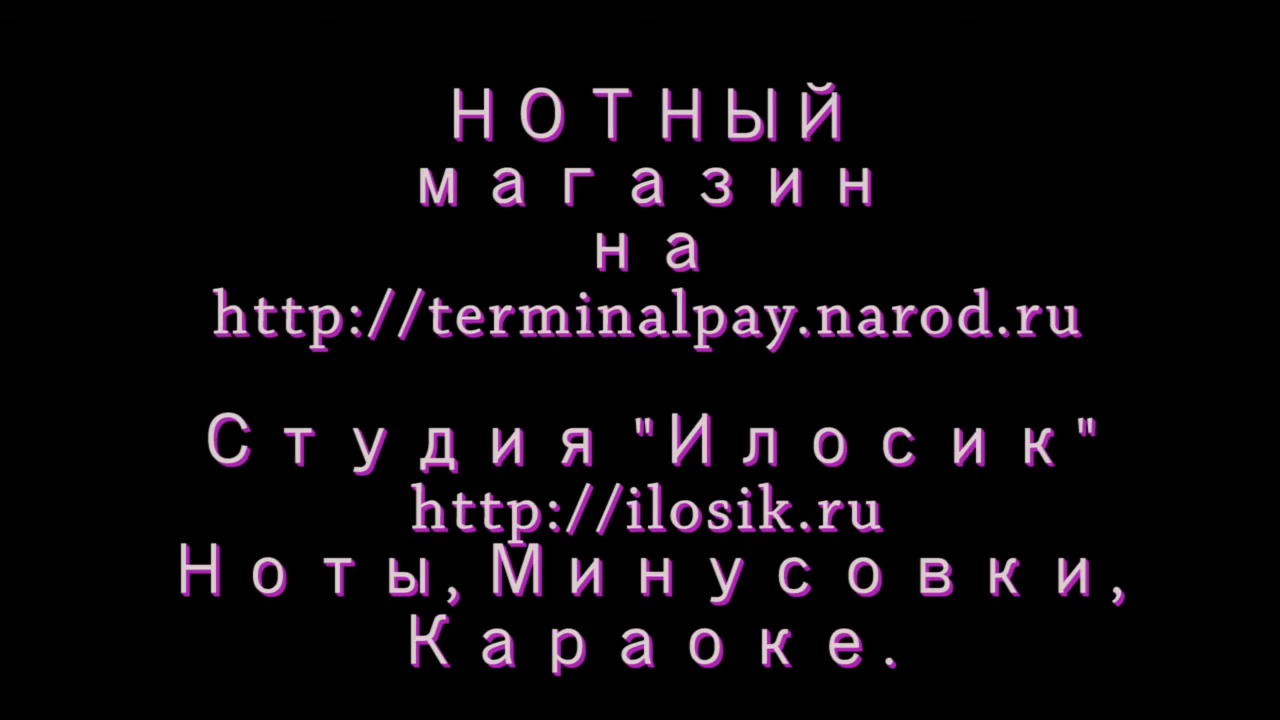 НОТНЫЙ
магазин
на
http://terminalpay.narod.ru
Студия "Илосик"
http://ilosik.ru
Ноты, Минусовки,
Караоке.